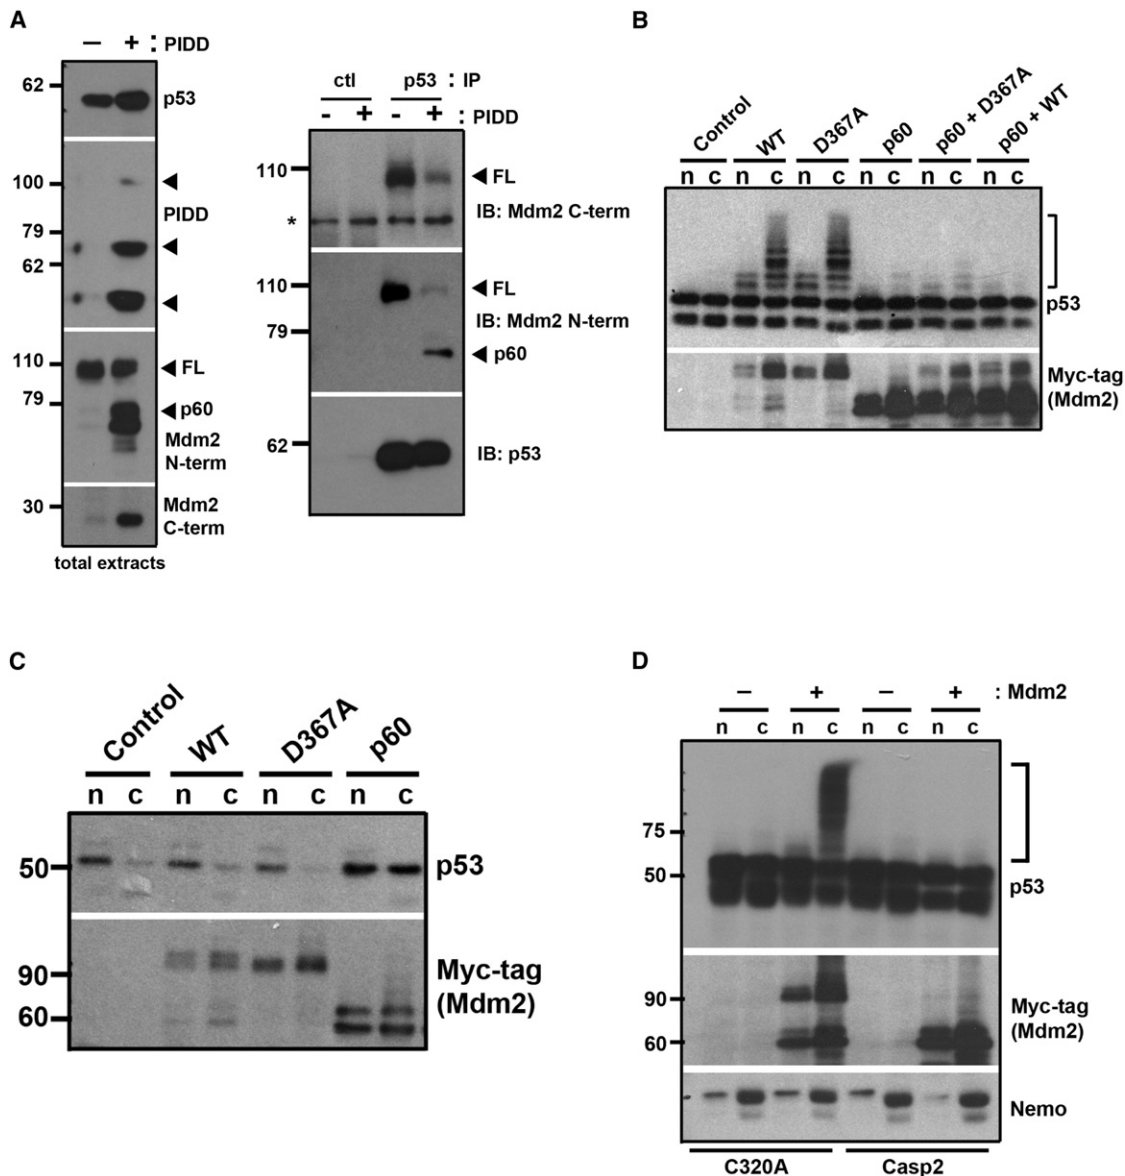 A
– + : PIDD
62
p53
100
PIDD
79
62
110
FL
79
p60
Mdm2
N-term
30
Mdm2
C-term
total extracts
ctl p53 : IP
- + - + : PIDD
110
FL
*
IB: Mdm2 C-term
110
FL
IB: Mdm2 N-term
79
p60
62
IB: p53
B
Control WT D367A p60 p60 + D367A p60 + WT
n c n c n c n c n c n c
p53
Myc-tag
(Mdm2)
C
Control WT D367A p60
n c n c n c n c
50
p53
90
Myc-tag
(Mdm2)
60
D
– + – + : Mdm2
n c n c n c n c
75
50
p53
90
Myc-tag
(Mdm2)
60
Nemo
C320A Casp2